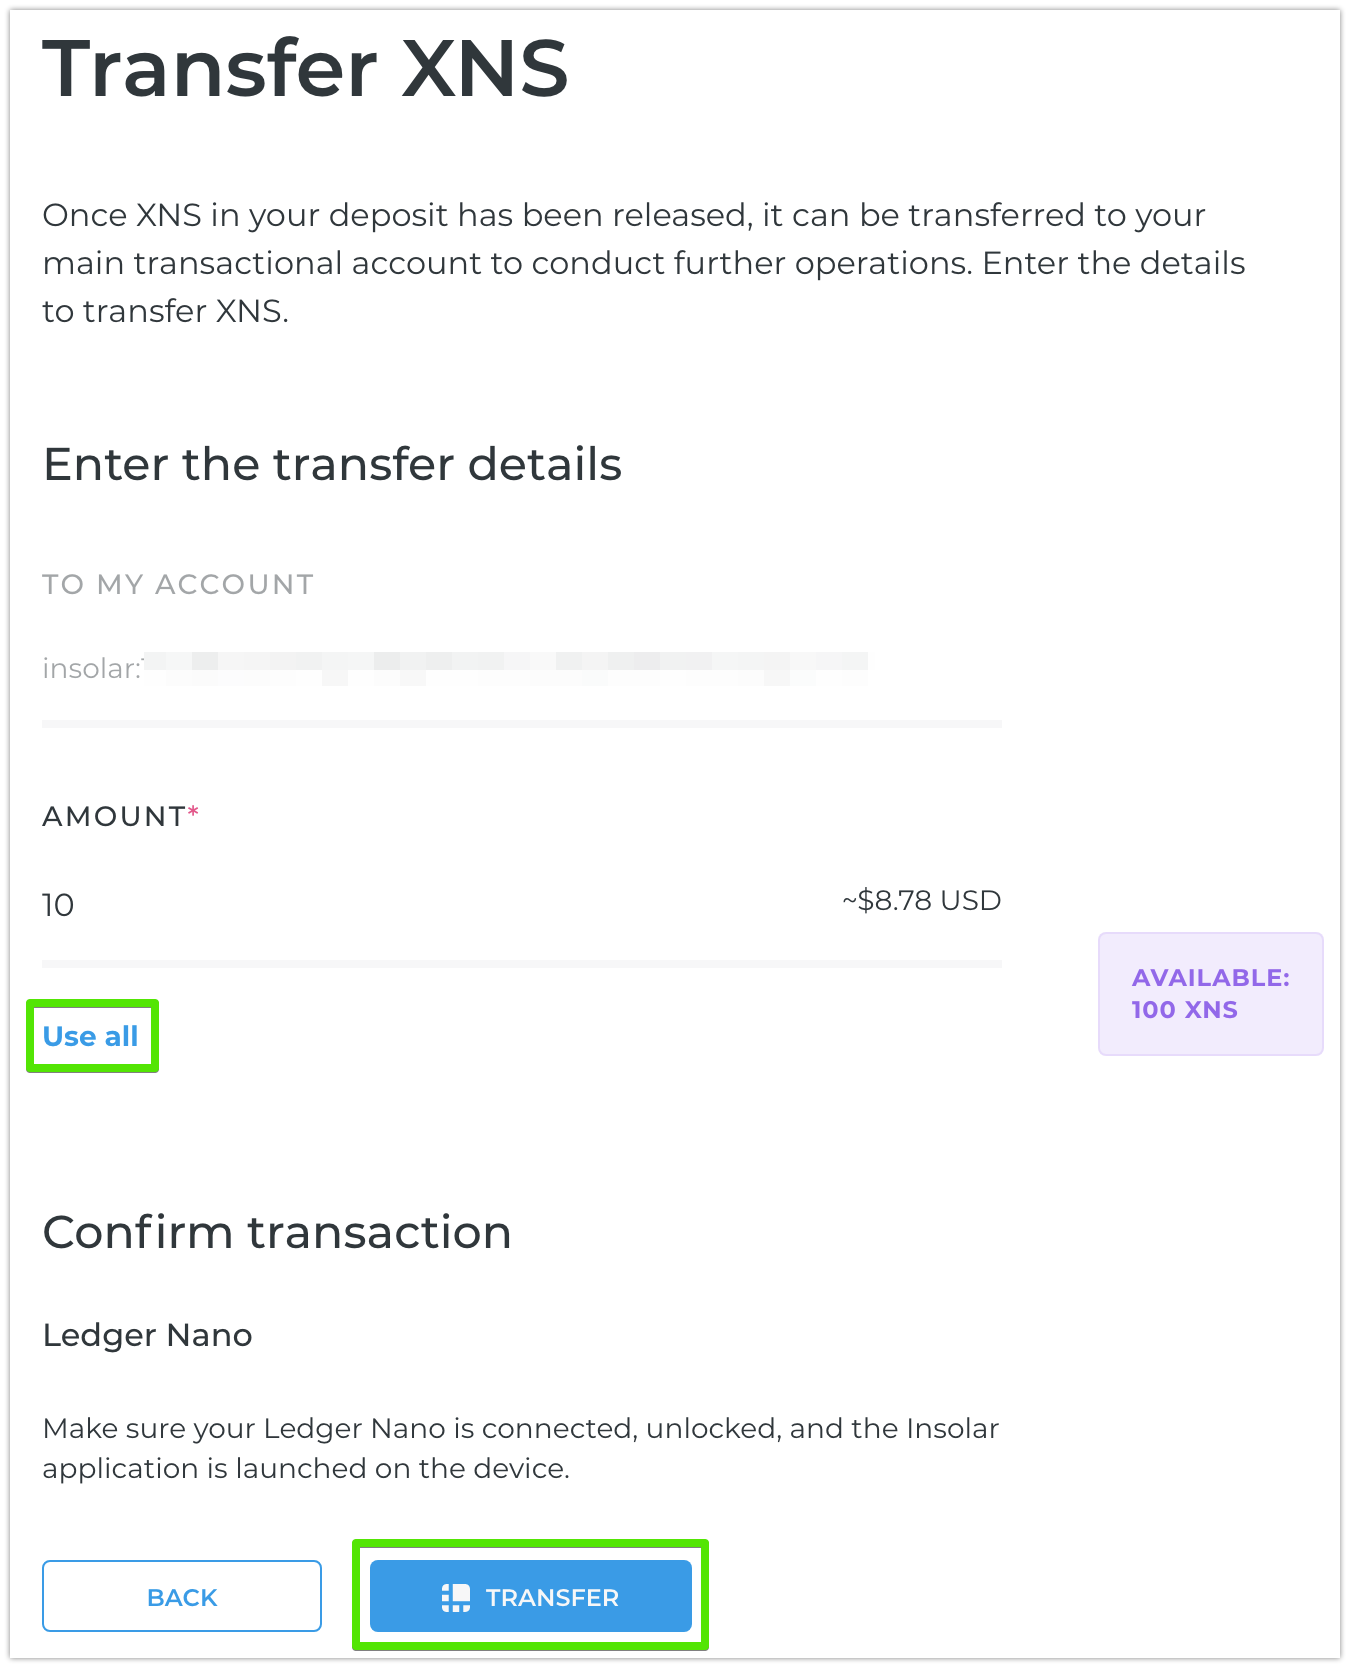 Transfer XNS
Once XNS in your deposit has been released, it can be transferred to your
main transactional account to conduct further operations. Enter the details
to transfer XNS.
Enter the transfer details
TO MY ACCOUNT
insolar:
AMOUNT*
10
~$8.78 USD
AVAILABLE:
100 XNS
Use all
Confirm transaction
Ledger Nano
Make sure your Ledger Nano is connected, unlocked, and the Insolar
application is launched on the device.
BACK
TRANSFER